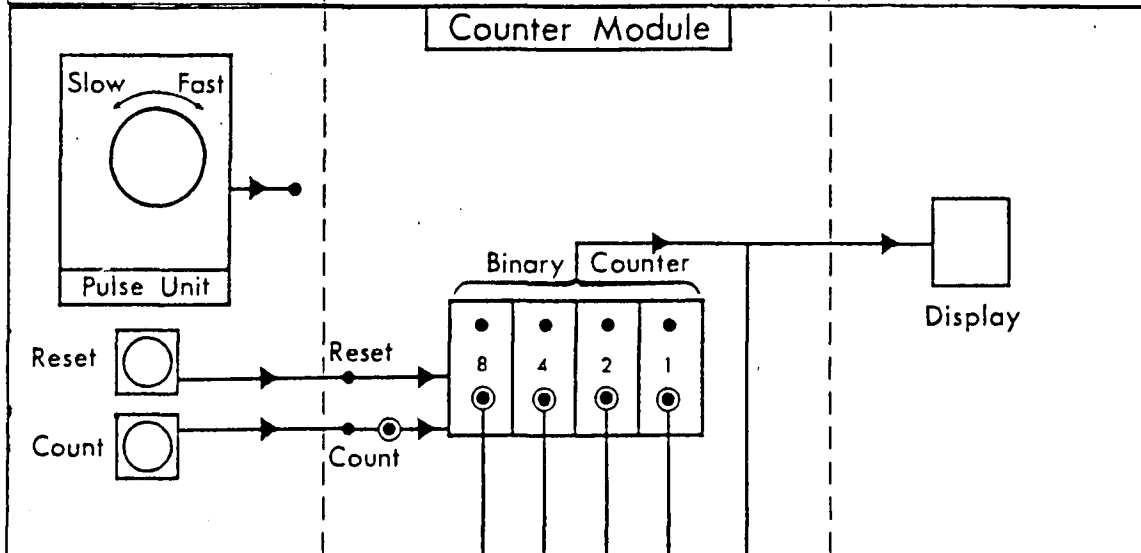 Counter Module
Slow Fast
Pulse Unit
Binary Counter
8 4 2 1
Display
Reset
Reset
Count
Count